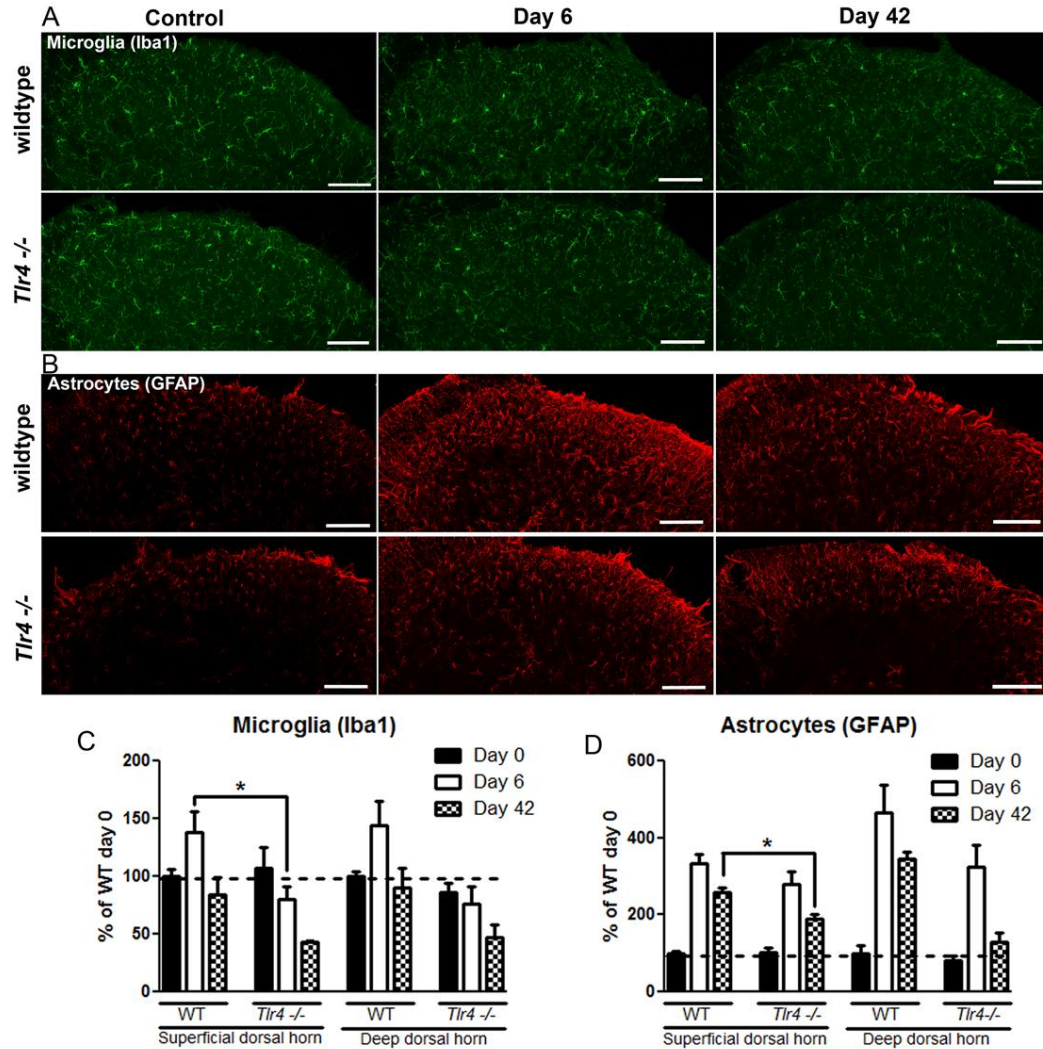 A
Control
Day 6
Day 42
Microglia (Iba1)
wildtype
Tlr4 -/-
B
Astrocytes (GFAP)
wildtype
Tlr4 -/-
C
Microglia (Iba1)
% of WT day 0
200
150
100
50
0
*
Day 0
Day 6
Day 42
WT
Tlr4 -/-
WT
Tlr4 -/-
Superficial dorsal horn
Deep dorsal horn
D
Astrocytes (GFAP)
% of WT day 0
600
400
200
0
*
Day 0
Day 6
Day 42
WT
Tlr4 -/-
WT
Tlr4-/-
Superficial dorsal horn
Deep dorsal horn